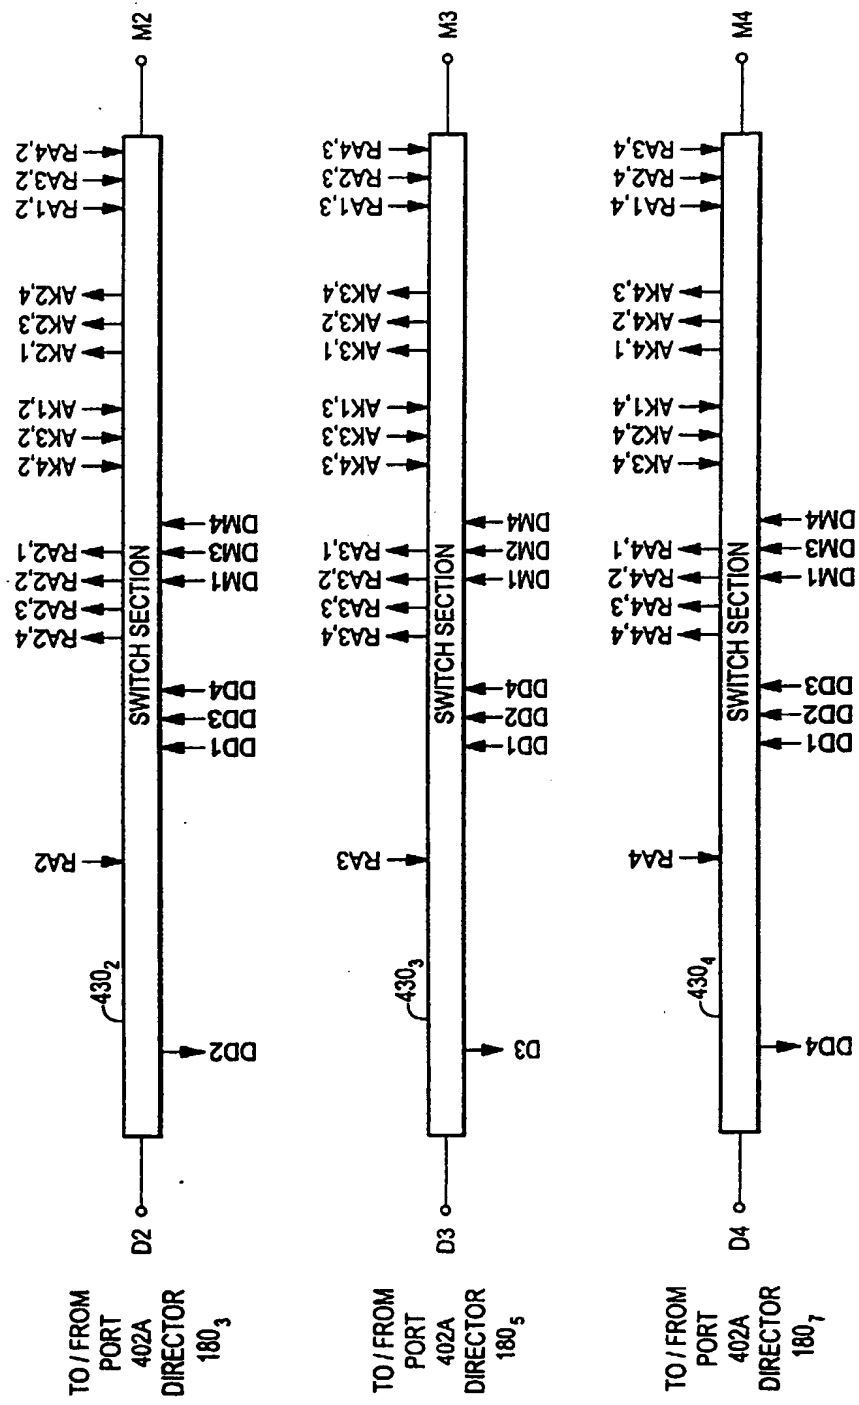 M2
RA4,2
RA3,2
RA1,2
AK2,4
AK2,3
AK2,1
AK1,2
AK3,2
AK4,2
DM4
DM3
DM1
RA2,1
RA2,2
RA2,3
RA2,4
SWITCH SECTION
DD4
DD3
DD1
RA2
430₂
DD2
D2
TO / FROM
PORT
402A
DIRECTOR
180₃
M3
RA4,3
RA2,3
RA1,3
AK3,4
AK3,2
AK3,1
AK1,3
AK3,3
AK4,3
DM4
DM2
DM1
RA3,1
RA3,2
RA3,3
RA3,4
SWITCH SECTION
DD4
DD2
DD1
RA3
430₃
D3
D3
TO / FROM
PORT
402A
DIRECTOR
180₅
M4
RA3,4
RA2,4
RA1,4
AK4,3
AK4,2
AK4,1
AK1,4
AK2,4
AK3,4
DM4
DM3
DM1
RA4,1
RA4,2
RA4,3
RA4,4
SWITCH SECTION
DD3
DD2
DD1
RA4
430₄
DD4
D4
TO / FROM
PORT
402A
DIRECTOR
180₇